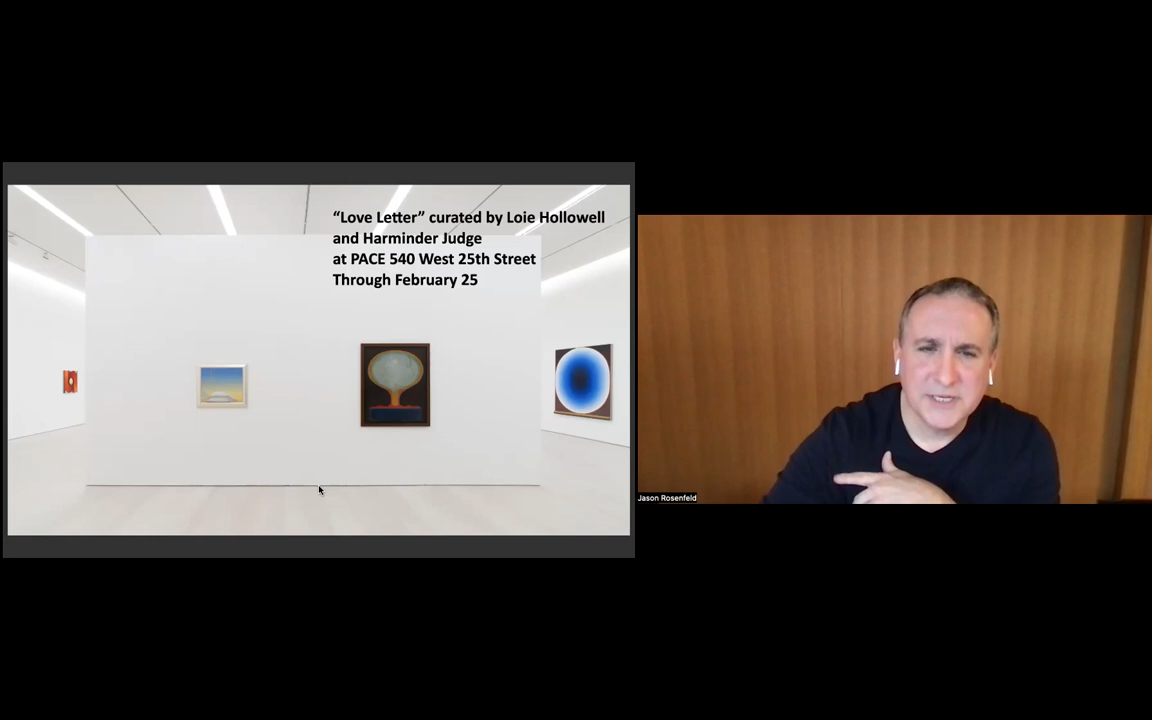 “Love Letter” curated by Loie Hollowell
and Harminder Judge
at PACE 540 West 25th Street
Through February 25
Jason Rosenfeld